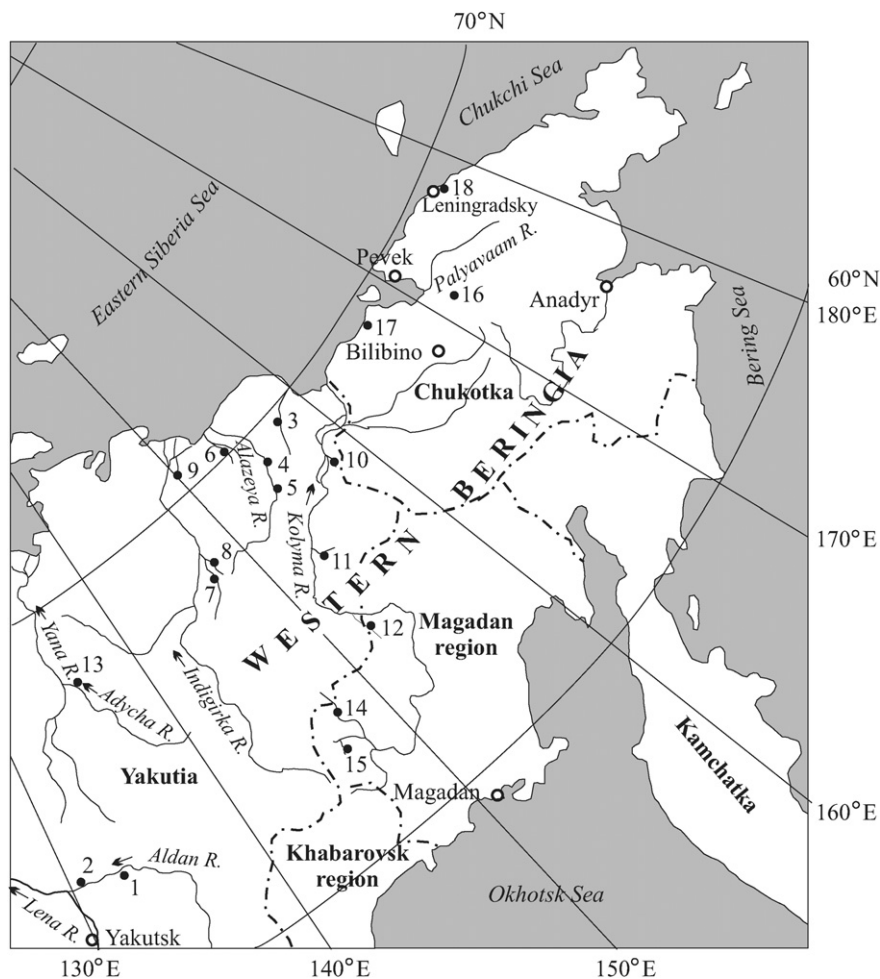 70°N
Chukchi Sea
18
Leningradsky
Eastern Siberia Sea
Pevek
Palyavaam R.
16
Anadyr
60°N
180°E
17
Bilibino
Bering Sea
Chukotka
3
6
Alazeya R.
4
10
9
5
Kolyma R.
WESTERN BERINGIA
11
8
7
170°E
12
Magadan
region
Yana R.
13
Adycha R.
Indigirka R.
14
15
Yakutia
Kamchatka
Magadan
160°E
Khabarovsk
region
2
Aldan R.
1
Okhotsk Sea
Lena R.
Yakutsk
130°E
140°E
150°E